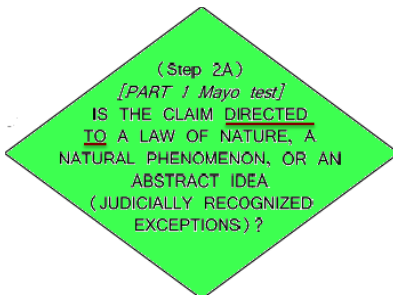 (Step 2A)
[PART 1 Mayo test]
IS THE CLAIM DIRECTED
TO A LAW OF NATURE, A
NATURAL PHENOMENON, OR AN
ABSTRACT IDEA
(JUDICIALLY RECOGNIZED
EXCEPTIONS)?